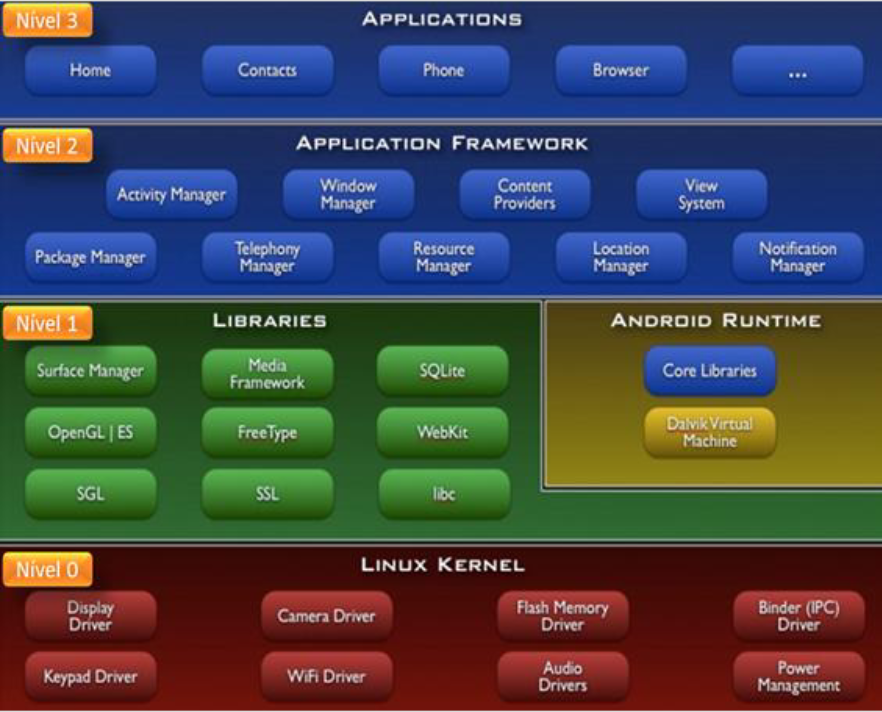 Nível 3
APPLICATIONS
Home
Contacts
Phone
Browser
...
Nível 2
APPLICATION FRAMEWORK
Activity Manager
Window
Manager
Content
Providers
View
System
Package Manager
Telephony
Manager
Resource
Manager
Location
Manager
Notification
Manager
Nível 1
LIBRARIES
Surface Manager
Media
Framework
SQLite
OpenGL | ES
FreeType
WebKit
SGL
SSL
libc
ANDROID RUNTIME
Core Libraries
Dalvik Virtual
Machine
Nível 0
LINUX KERNEL
Display
Driver
Camera Driver
Flash Memory
Driver
Binder (IPC)
Driver
Keypad Driver
WiFi Driver
Audio
Drivers
Power
Management